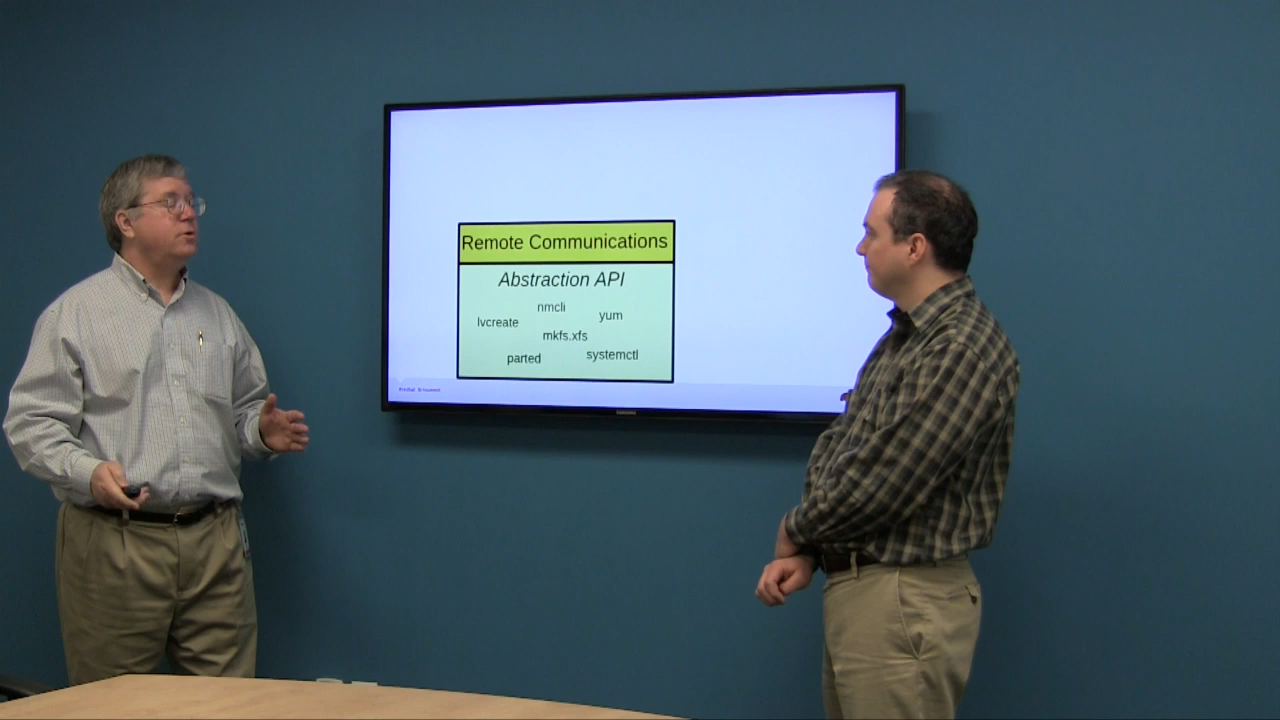 Remote Communications
Abstraction API
nmcli
lvcreate
yum
mkfs.xfs
parted
systemctl